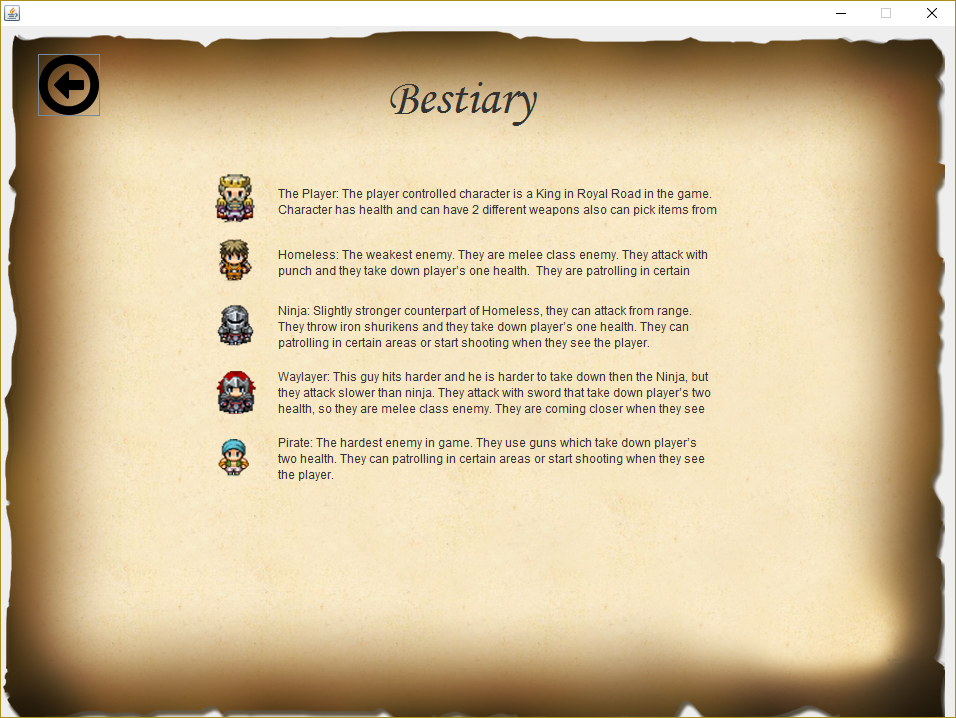 Bestiary
The Player: The player controlled character is a King in Royal Road in the game.
Character has health and can have 2 different weapons also can pick items from
Homeless: The weakest enemy. They are melee class enemy. They attack with
punch and they take down player's one health.  They are patrolling in certain
Ninja: Slightly stronger counterpart of Homeless, they can attack from range.
They throw iron shurikens and they take down player's one health. They can
patrolling in certain areas or start shooting when they see the player.
Waylayer: This guy hits harder and he is harder to take down then the Ninja, but
they attack slower than ninja. They attack with sword that take down player's two
health, so they are melee class enemy. They are coming closer when they see
Pirate: The hardest enemy in game. They use guns which take down player's
two health. They can patrolling in certain areas or start shooting when they see
the player.